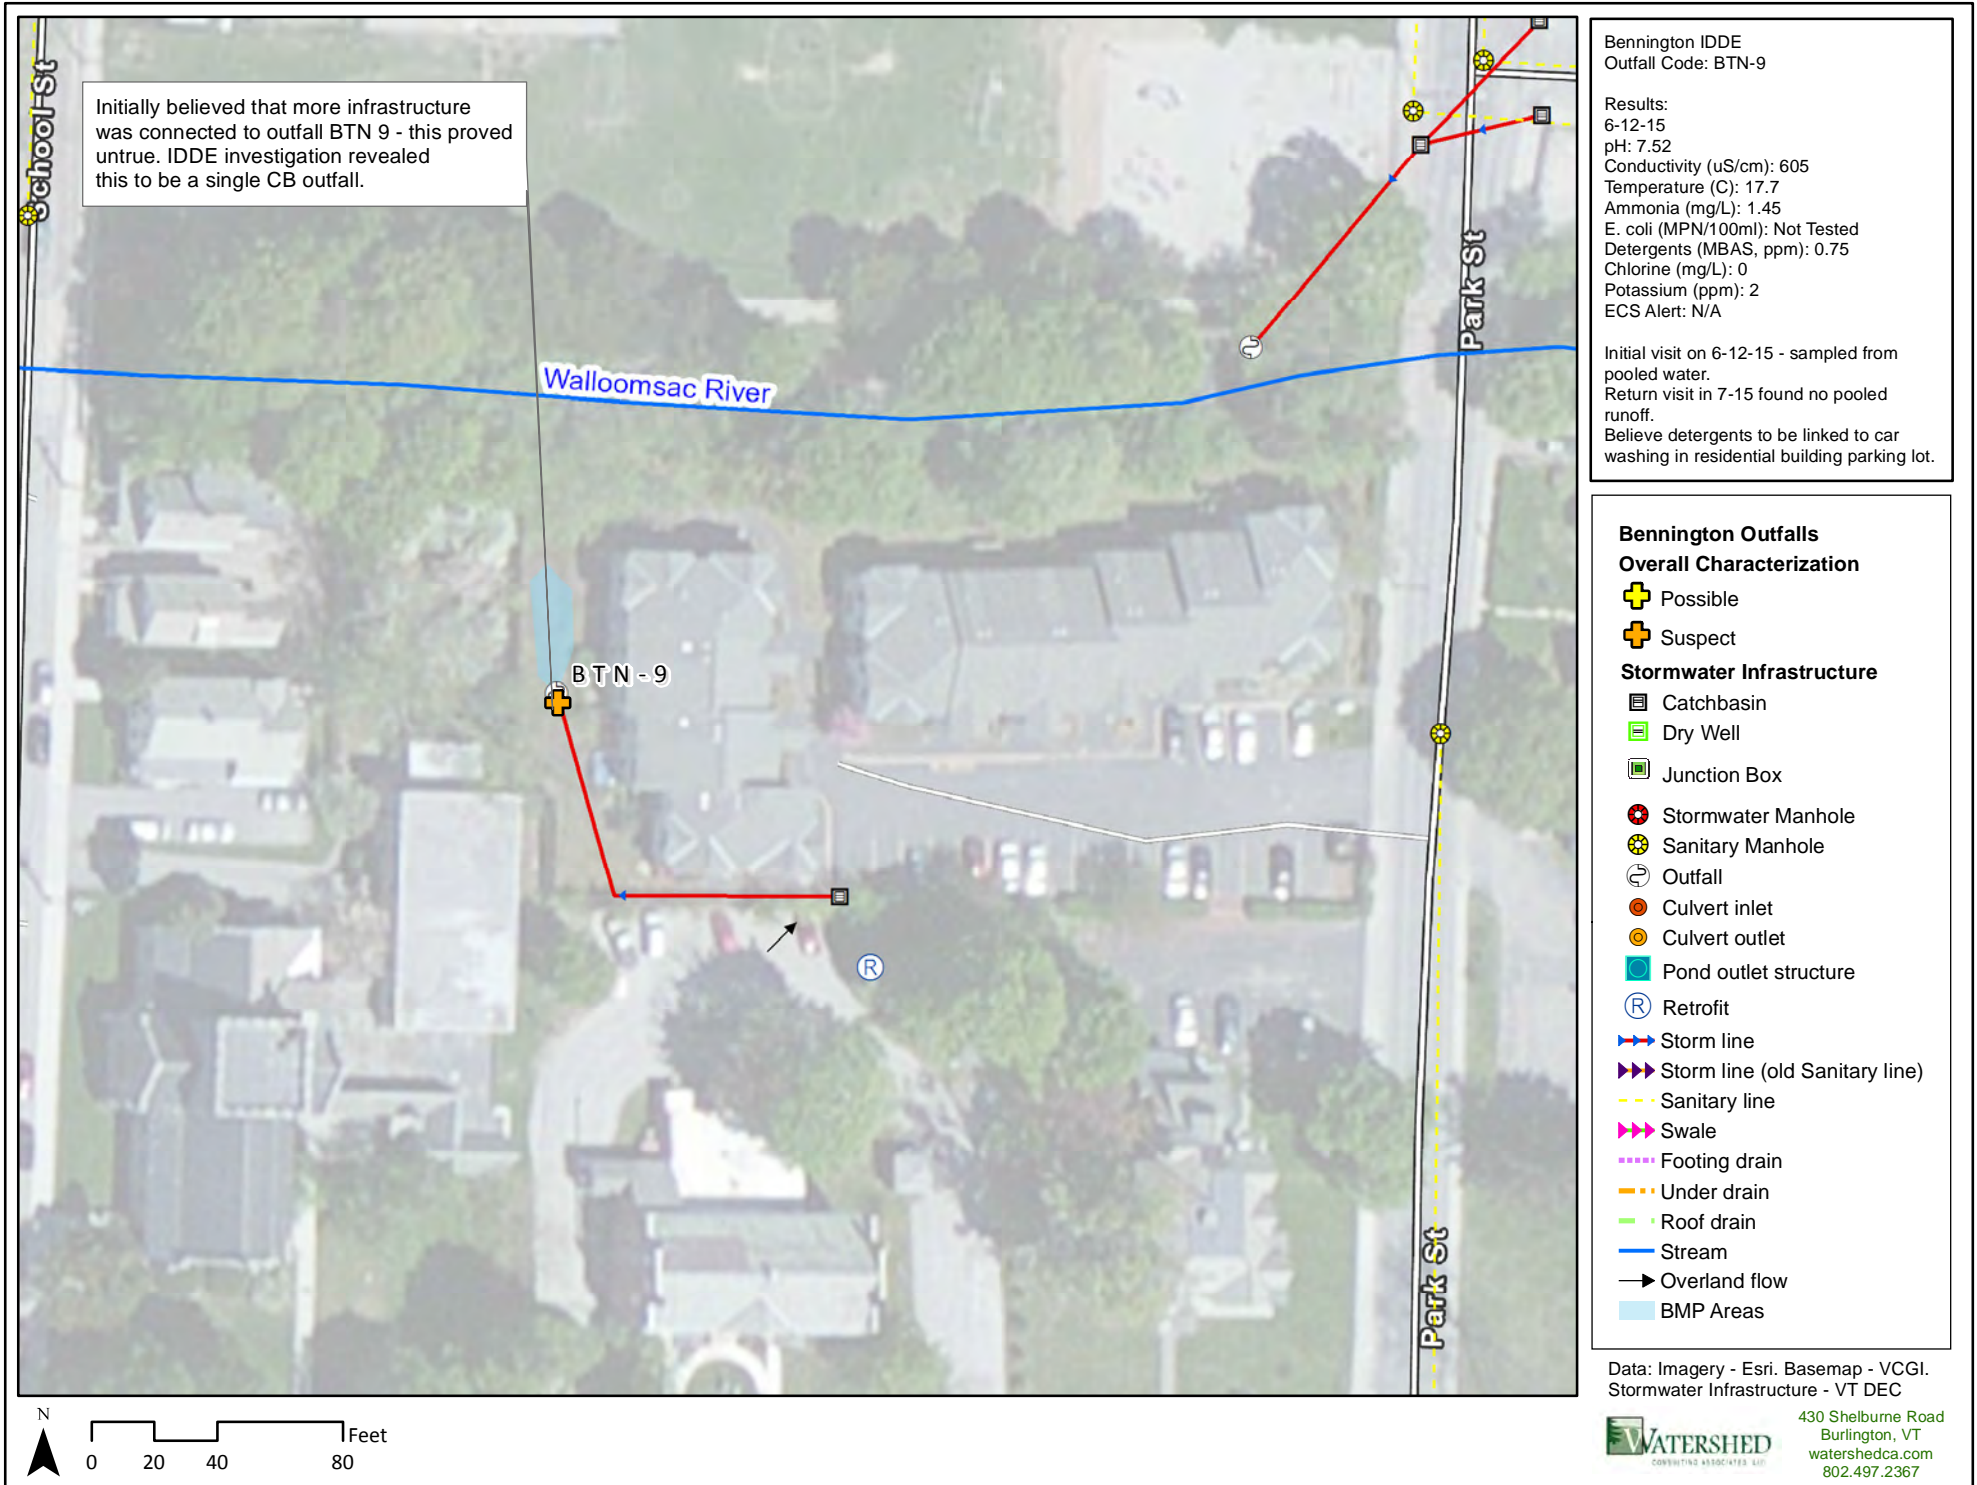 School St
Initially believed that more infrastructure
was connected to outfall BTN 9 - this proved
untrue. IDDE investigation revealed
this to be a single CB outfall.
Park St
Walloomsac River
BTN-9
R
Park St
Bennington IDDE
Outfall Code: BTN-9
Results:
6-12-15
pH: 7.52
Conductivity (uS/cm): 605
Temperature (C): 17.7
Ammonia (mg/L): 1.45
E. coli (MPN/100ml): Not Tested
Detergents (MBAS, ppm): 0.75
Chlorine (mg/L): 0
Potassium (ppm): 2
ECS Alert: N/A
Initial visit on 6-12-15 - sampled from
pooled water.
Return visit in 7-15 found no pooled
runoff.
Believe detergents to be linked to car
washing in residential building parking lot.
Bennington Outfalls
Overall Characterization
Possible
Suspect
Stormwater Infrastructure
Catchbasin
Dry Well
Junction Box
Stormwater Manhole
Sanitary Manhole
Outfall
Culvert inlet
Culvert outlet
Pond outlet structure
R Retrofit
Storm line
Storm line (old Sanitary line)
Sanitary line
Swale
Footing drain
Under drain
Roof drain
Stream
Overland flow
BMP Areas
Data: Imagery - Esri. Basemap - VCGI.
Stormwater Infrastructure - VT DEC
WATERSHED
CONSULTING ASSOCIATES, LLC
430 Shelburne Road
Burlington, VT
watershedca.com
802.497.2367
N
Feet
0 20 40 80